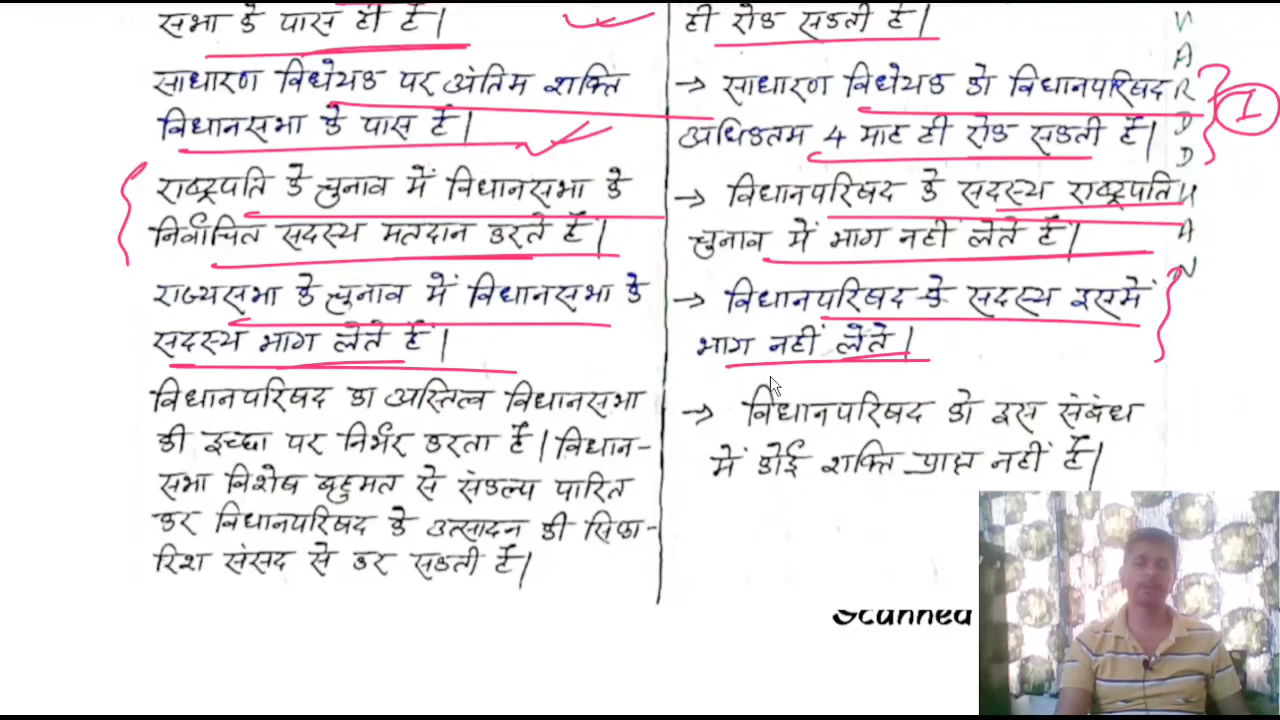 सभा के पास ही है।
साधारण विधेयक पर अंतिम शक्ति
विधानसभा के पास है।
राष्ट्रपति के चुनाव में विधानसभा के
निर्वाचित सदस्य मतदान करते हैं।
राज्यसभा के चुनाव में विधानसभा के
सदस्य भाग लेते हैं।
विधानपरिषद का अस्तित्व विधानसभा
की इच्छा पर निर्भर करता है। विधान-
सभा विशेष बहुमत से संकल्प पारित
कर विधानपरिषद के उत्सादन की सिफा-
रिश संसद से कर सकती है।
ही रोक सकती है।
→ साधारण विधेयक को विधानपरिषद
अधिकतम 4 माह ही रोक सकती है।
→ विधानपरिषद के सदस्य राष्ट्रपति
चुनाव में भाग नहीं लेते हैं।
→ विधानपरिषद के सदस्य इसमें
भाग नहीं लेते।
→ विधानपरिषद को इस संबंध
में कोई शक्ति प्राप्त नहीं है।
1
Scanned